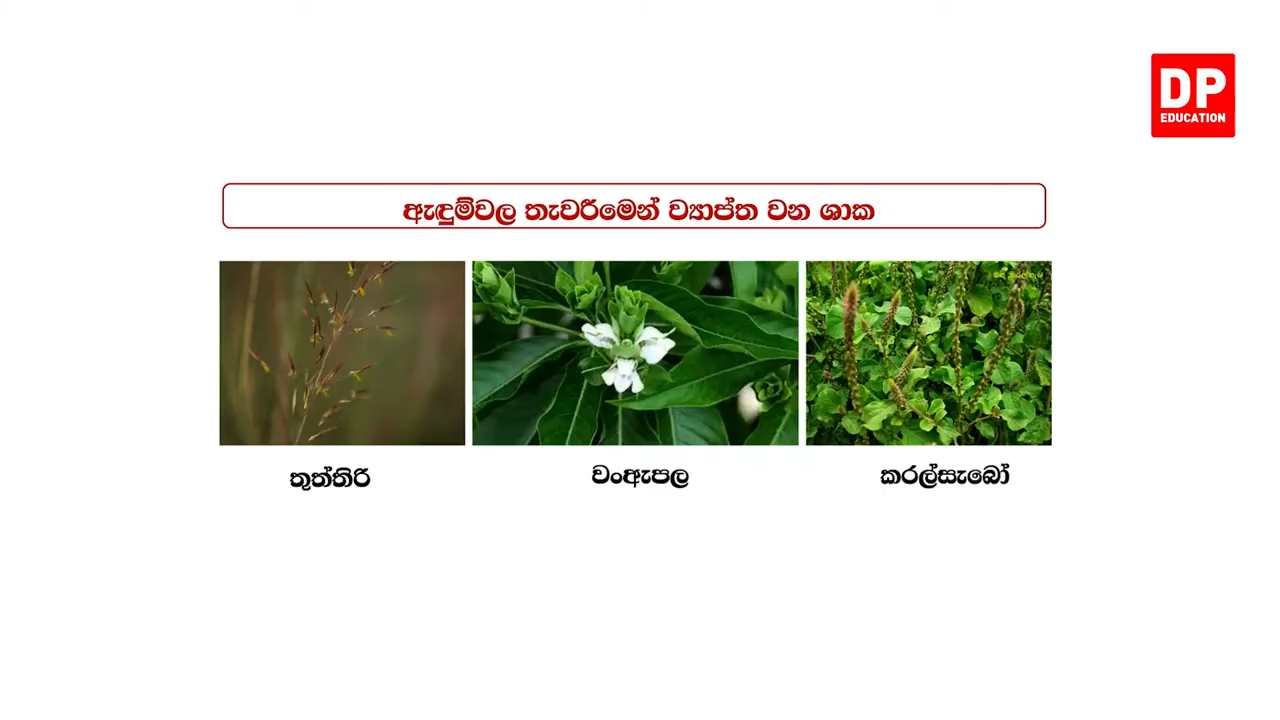 DP
EDUCATION
ඇඳුම්වල තැවරීමෙන් ව්‍යාප්ත වන ශාක
තුත්තිරි
වංඇපල
කරල්සැබෝ